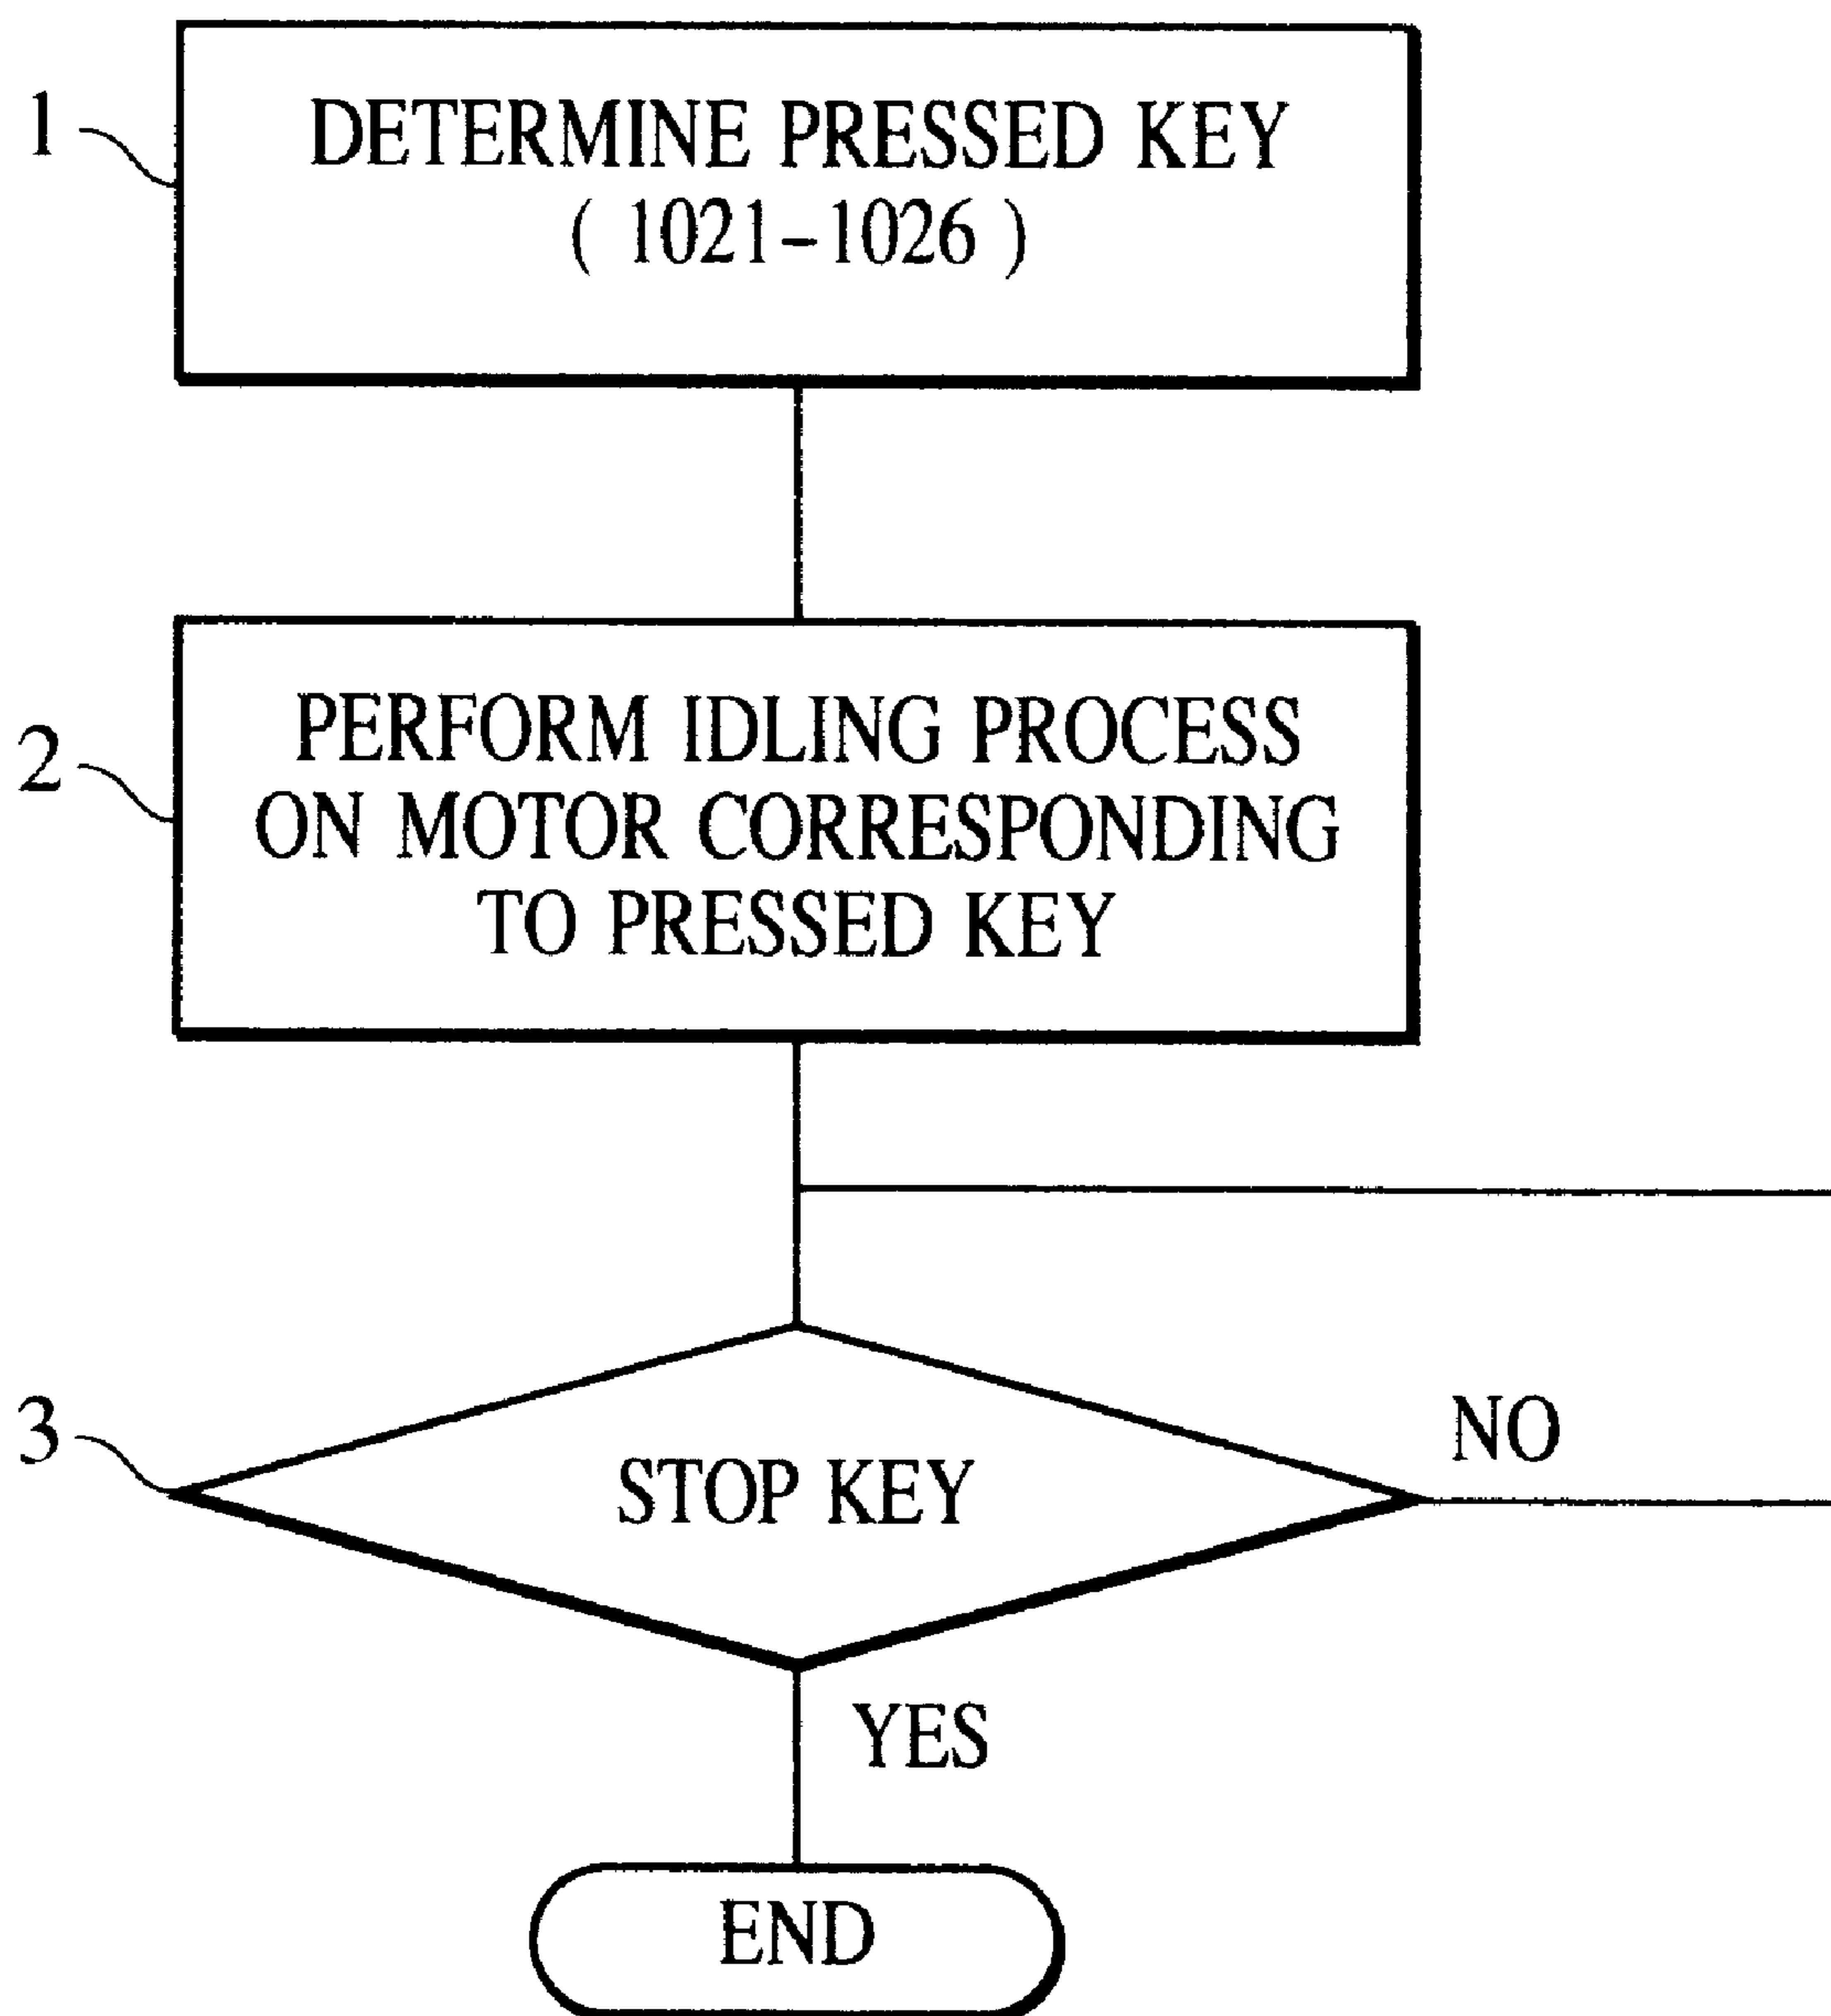 1
DETERMINE PRESSED KEY
( 1021-1026 )
2
PERFORM IDLING PROCESS
ON MOTOR CORRESPONDING
TO PRESSED KEY
3
STOP KEY
NO
YES
END